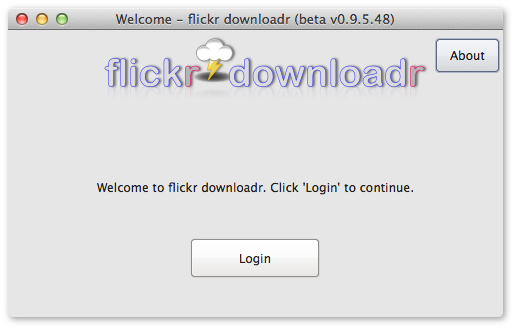 Welcome – flickr downloadr (beta v0.9.5.48)
flickr downloadr
About
Welcome to flickr downloadr. Click 'Login' to continue.
Login